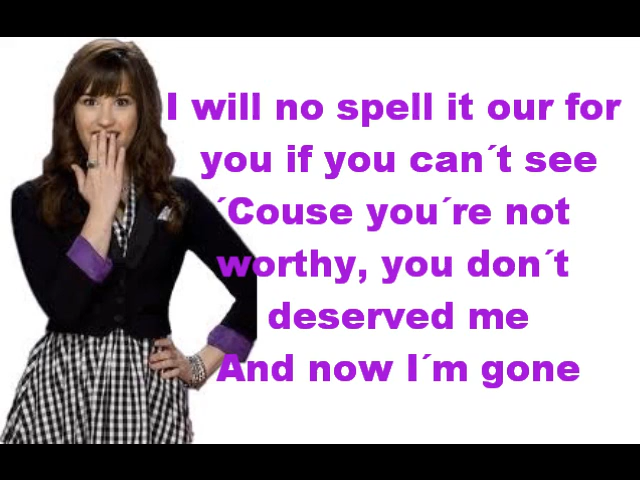 I will no spell it our for
you if you can´t see
´Couse you´re not
worthy, you don´t
deserved me
And now I´m gone